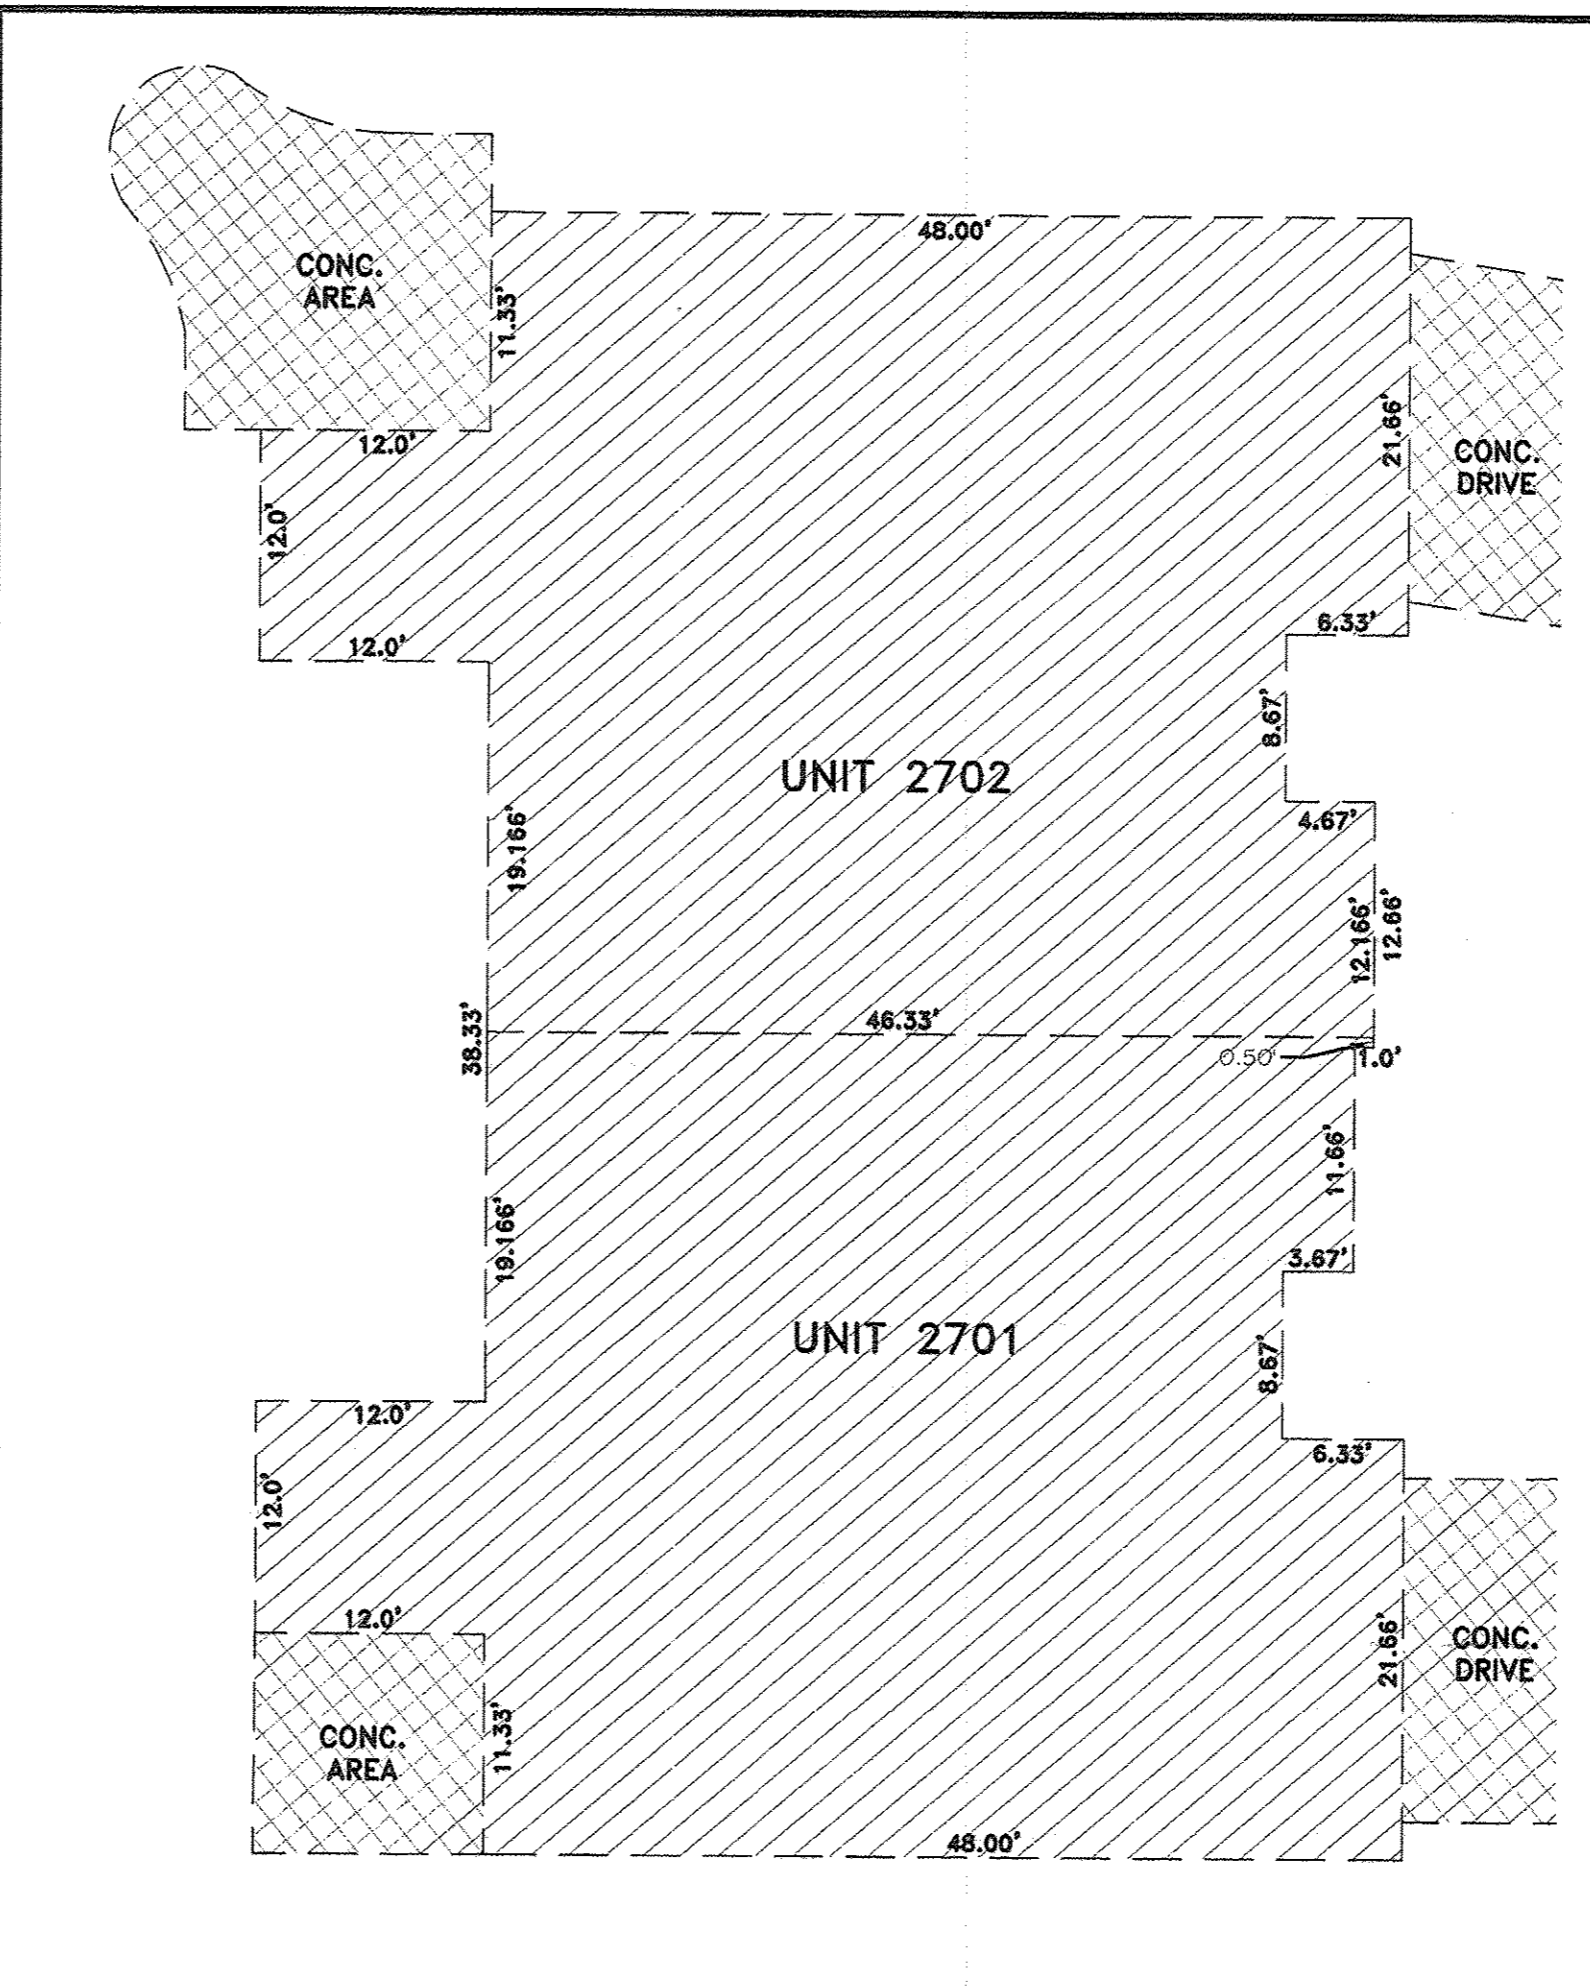 48.00'
CONC.
AREA
11.33'
21.66'
CONC.
DRIVE
12.0'
12.0'
6.33'
12.0'
8.67'
UNIT 2702
4.67'
19.166'
12.166'
12.66'
46.33'
38.33'
0.50'
1.0'
11.66'
19.166'
3.67'
UNIT 2701
8.67'
12.0'
6.33'
12.0'
12.0'
21.66'
CONC.
DRIVE
11.33'
CONC.
AREA
48.00'